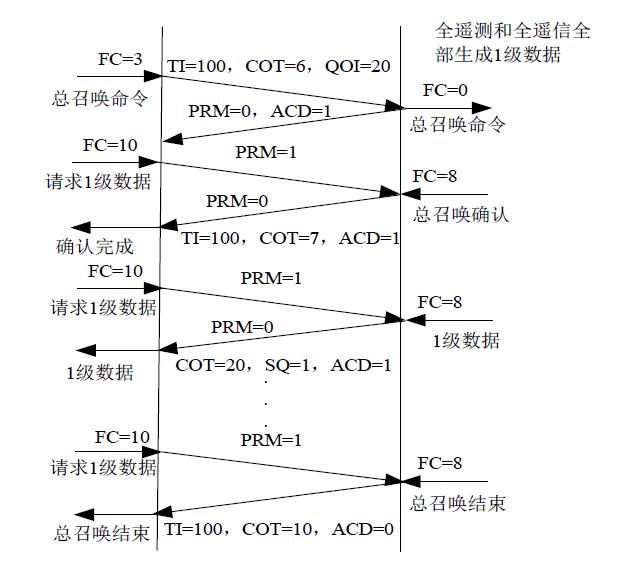 全遥测和全遥信全
部生成1级数据
FC=3
TI=100，COT=6，QOI=20
总召唤命令
FC=0
PRM=0，ACD=1
总召唤命令
FC=10
PRM=1
请求1级数据
FC=8
PRM=0
总召唤确认
确认完成
TI=100，COT=7，ACD=1
FC=10
PRM=1
请求1级数据
FC=8
PRM=0
1级数据
1级数据
COT=20，SQ=1，ACD=1
FC=10
PRM=1
请求1级数据
FC=8
总召唤结束
总召唤结束
TI=100，COT=10，ACD=0